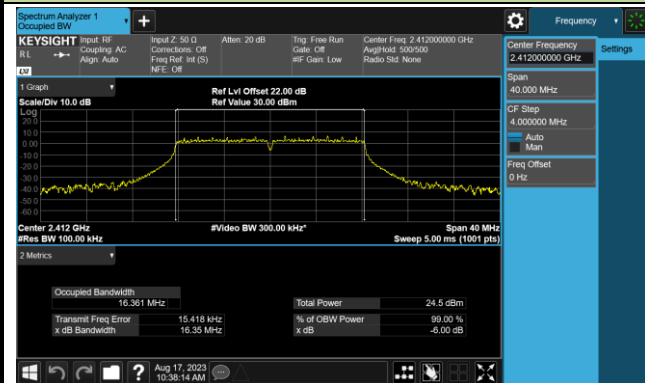 Spectrum Analyzer 1
Occupied BW
Frequency
KEYSIGHT
RL
Input: RF
Coupling: AC
Align: Auto
Input Z: 50 Ω
Corrections: Off
Freq Ref: Int (S)
NFE: Off
Atten: 20 dB
Trig: Free Run
Gate: Off
#IF Gain: Low
Center Freq: 2.412000000 GHz
Avg|Hold: 500/500
Radio Std: None
Center Frequency
2.412000000 GHz
Settings
Span
40.000 MHz
CF Step
4.000000 MHz
Auto
Man
Freq Offset
0 Hz
1 Graph
Scale/Div 10.0 dB
Ref Lvl Offset 22.00 dB
Ref Value 30.00 dBm
Log
20.0
10.0
0.00
-10.0
-20.0
-30.0
-40.0
-50.0
-60.0
Center 2.412 GHz
#Res BW 100.00 kHz
#Video BW 300.00 kHz*
Span 40 MHz
Sweep 5.00 ms (1001 pts)
2 Metrics
Occupied Bandwidth
16.361 MHz
Total Power 24.5 dBm
Transmit Freq Error 15.418 kHz
% of OBW Power 99.00 %
x dB Bandwidth 16.35 MHz
x dB -6.00 dB
Aug 17, 2023
10:38:14 AM